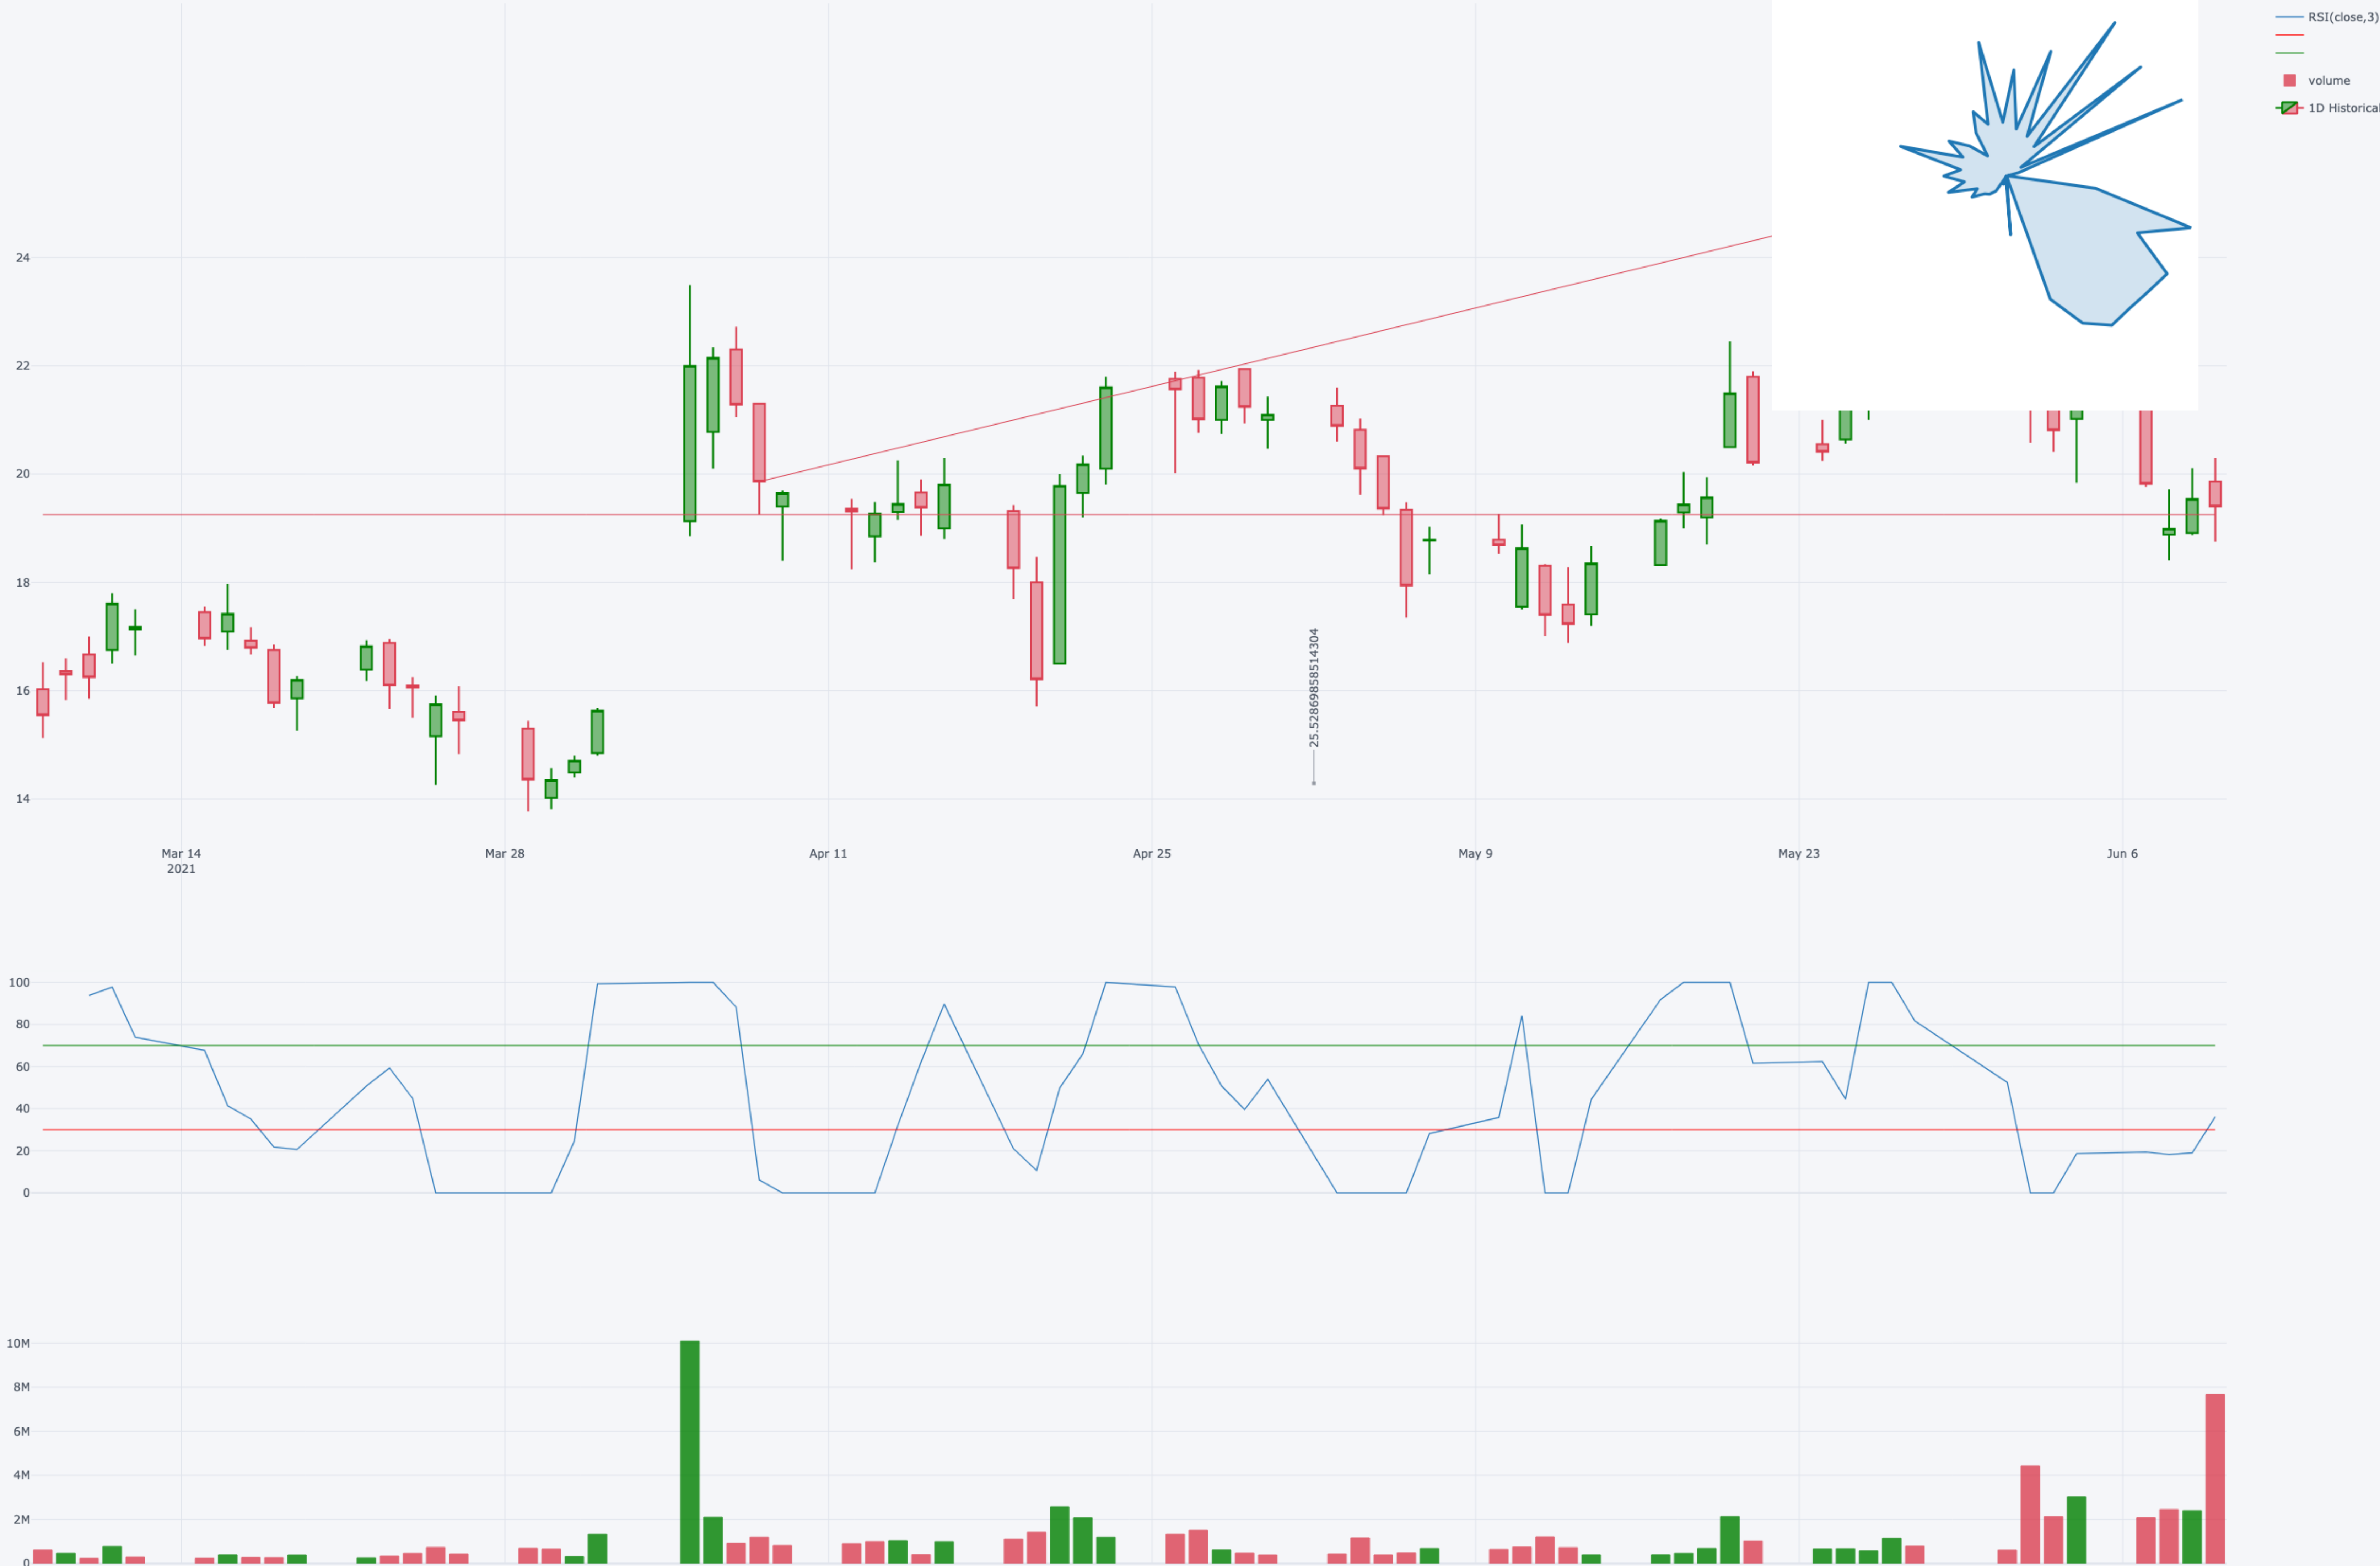 RSI(close,3)
volume
1D Historical
24
22
20
18
16
14
25.528698585514304
Mar 14
2021
Mar 28
Apr 11
Apr 25
May 9
May 23
Jun 6
100
80
60
40
20
0
10M
8M
6M
4M
2M
0